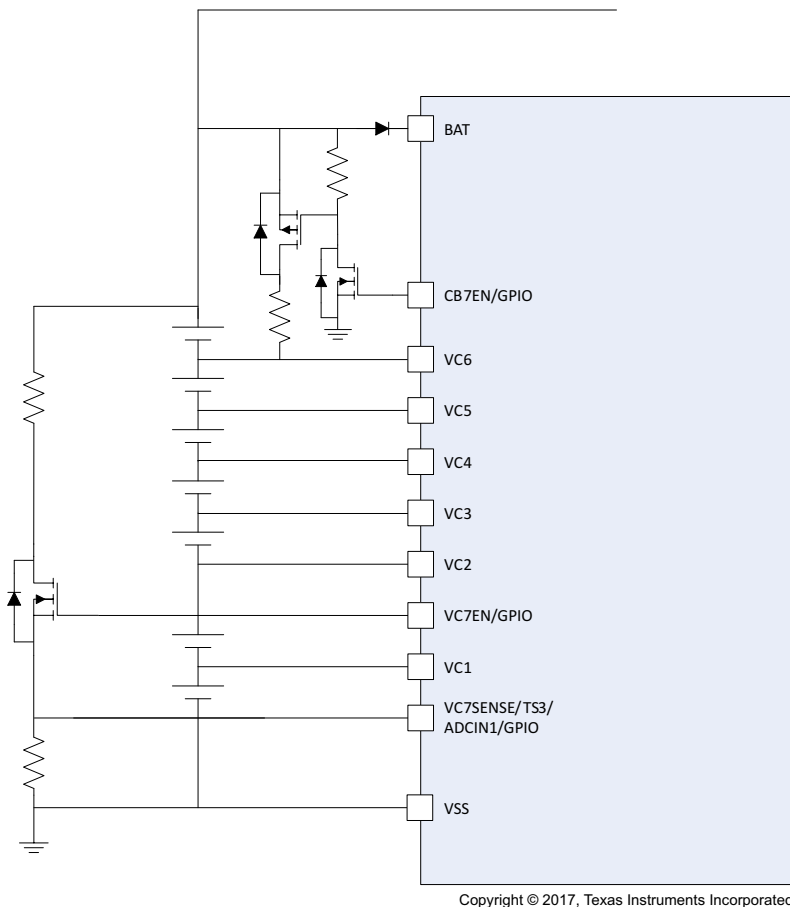 BAT
CB7EN/GPIO
VC6
VC5
VC4
VC3
VC2
VC7EN/GPIO
VC1
VC7SENSE/TS3/
ADCIN1/GPIO
VSS
Copyright © 2017, Texas Instruments Incorporated